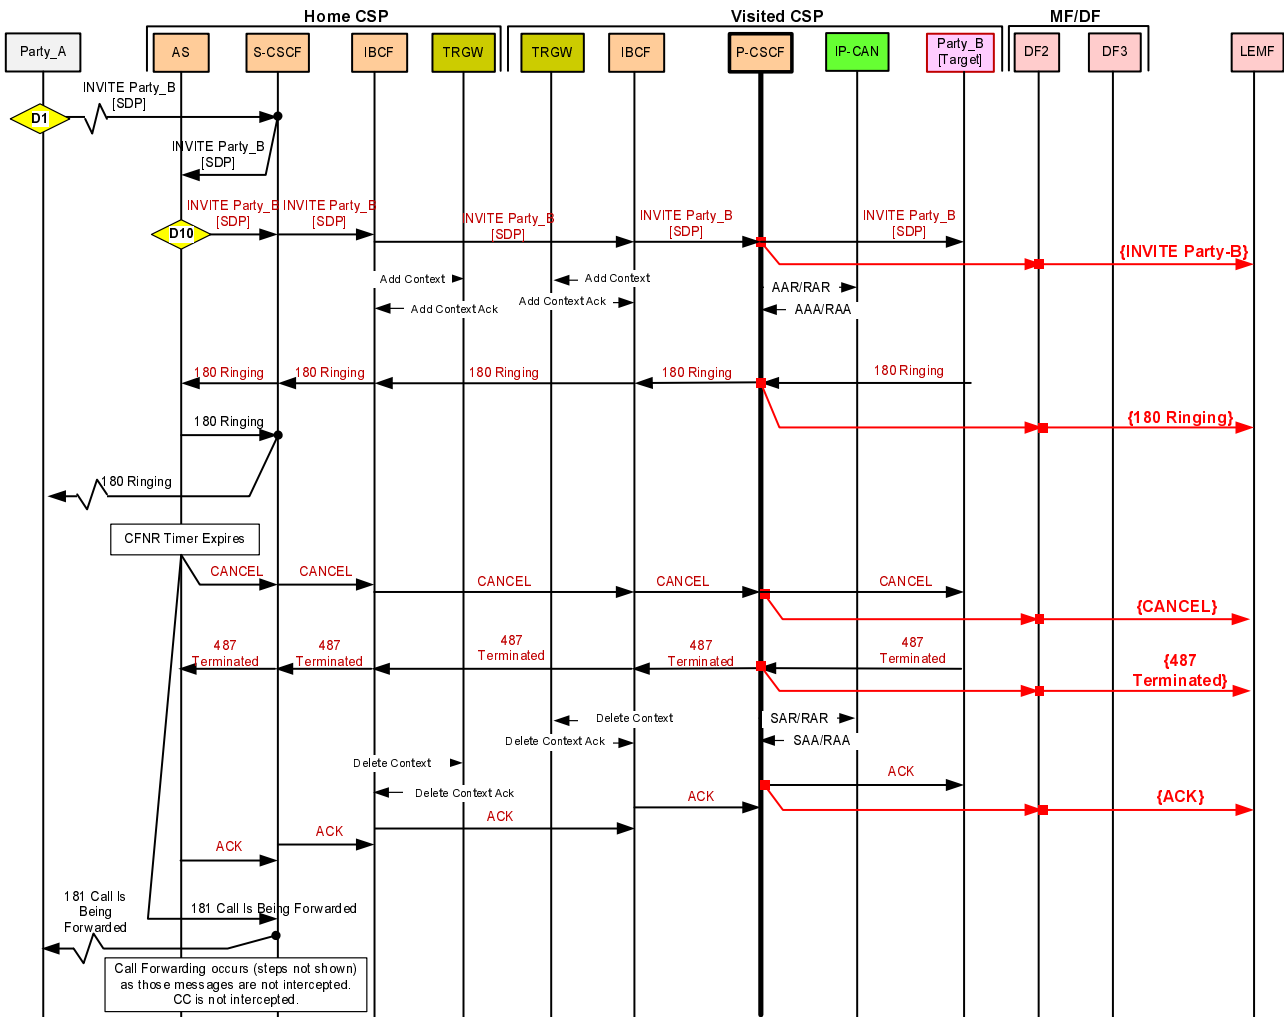 Home CSP
Visited CSP
MF/DF
Party_A
AS
S-CSCF
IBCF
TRGW
TRGW
IBCF
P-CSCF
IP-CAN
Party_B
[Target]
DF2
DF3
LEMF
INVITE Party_B
[SDP]
D1
INVITE Party_B
[SDP]
D10
INVITE Party_B
[SDP]
INVITE Party_B
[SDP]
INVITE Party_B
[SDP]
INVITE Party_B
[SDP]
INVITE Party_B
[SDP]
{INVITE Party-B}
Add Context
Add Context
AAR/RAR
Add Context Ack
Add Context Ack
AAA/RAA
180 Ringing
180 Ringing
180 Ringing
180 Ringing
180 Ringing
180 Ringing
{180 Ringing}
180 Ringing
CFNR Timer Expires
CANCEL
CANCEL
CANCEL
CANCEL
CANCEL
{CANCEL}
487
Terminated
487
Terminated
487
Terminated
487
Terminated
487
Terminated
{487
Terminated}
Delete Context
SAR/RAR
Delete Context Ack
SAA/RAA
Delete Context
Delete Context Ack
ACK
{ACK}
ACK
ACK
ACK
ACK
181 Call Is
Being
Forwarded
181 Call Is Being Forwarded
Call Forwarding occurs (steps not shown)
as those messages are not intercepted.
CC is not intercepted.